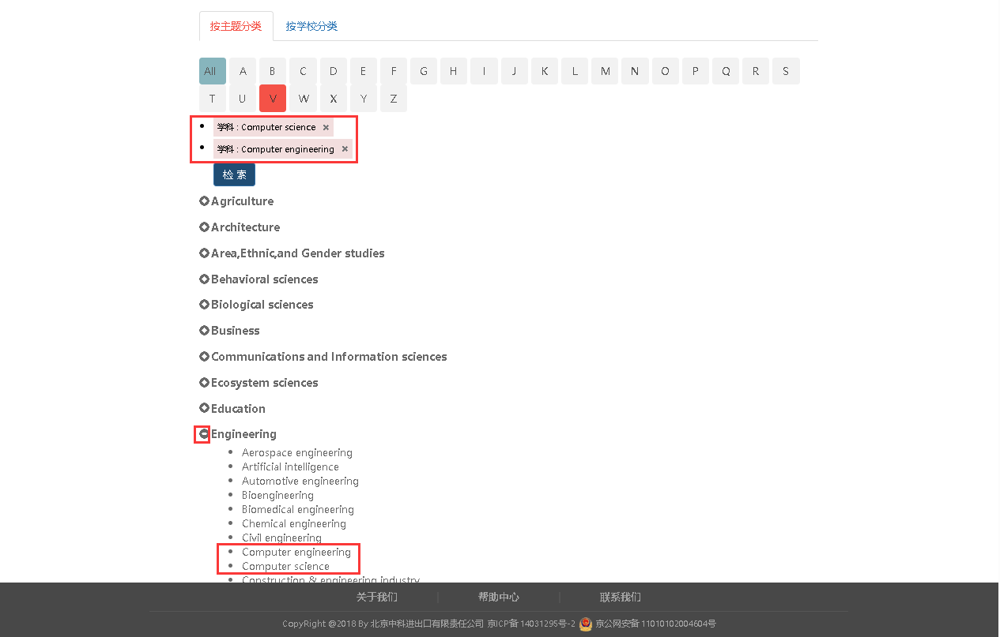 按主题分类 按学校分类
All A B C D E F G H I J K L M N O P Q R S
T U V W X Y Z
学科 : Computer science ×
学科 : Computer engineering ×
检 索
Agriculture
Architecture
Area,Ethnic,and Gender studies
Behavioral sciences
Biological sciences
Business
Communications and Information sciences
Ecosystem sciences
Education
Engineering
Aerospace engineering
Artificial intelligence
Automotive engineering
Bioengineering
Biomedical engineering
Chemical engineering
Civil engineering
Computer engineering
Computer science
Construction & engineering industry
关于我们 | 帮助中心 | 联系我们
CopyRight @2018 By 北京中科进出口有限责任公司 京ICP备 14031295号-2 京公网安备 11010102004604号